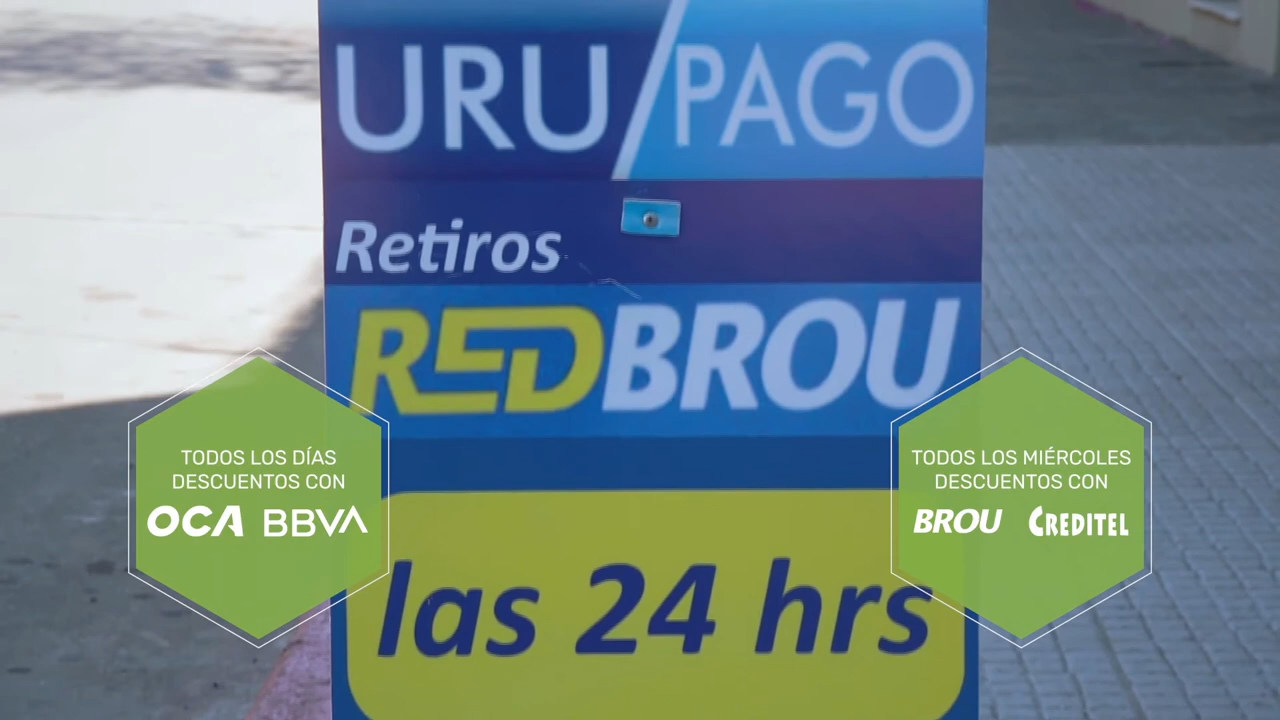 URU/PAGO
Retiros
REDBROU
las 24 hrs
TODOS LOS DÍAS
DESCUENTOS CON
OCA BBVA
TODOS LOS MIÉRCOLES
DESCUENTOS CON
BROU CREDITEL